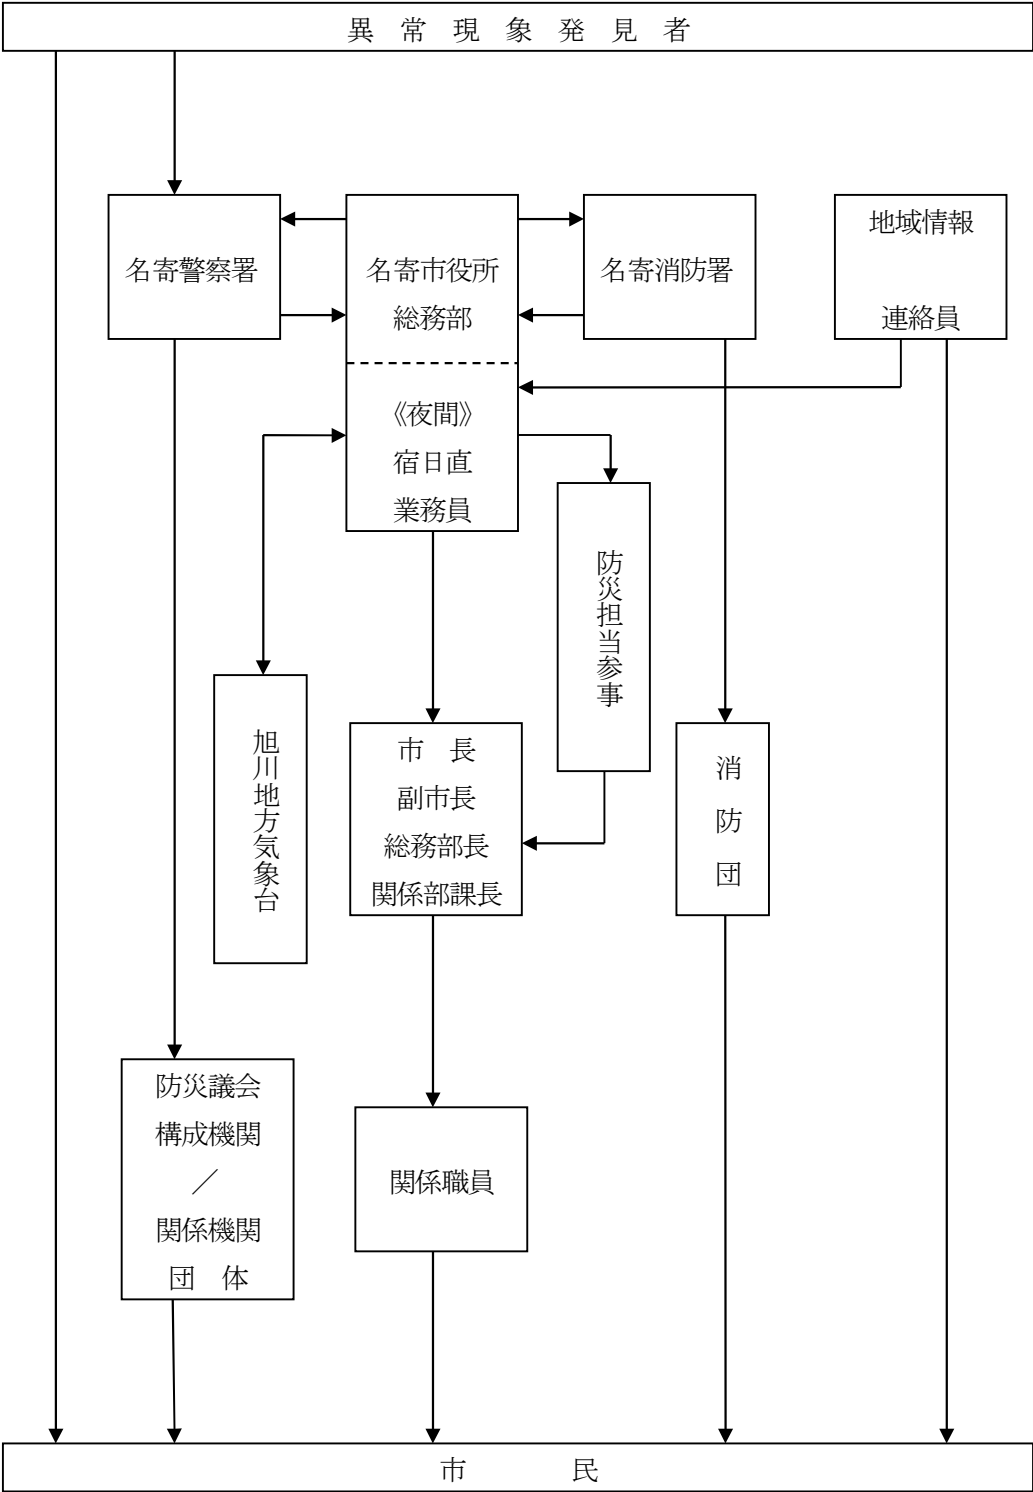 異常現象発見者
名寄警察署
名寄市役所
総務部
《夜間》
宿日直
業務員
名寄消防署
地域情報
連絡員
防災担当参事
旭川地方気象台
市　長
副市長
総務部長
関係部課長
消防団
防災議会
構成機関
／
関係機関
団　体
関係職員
市　　民